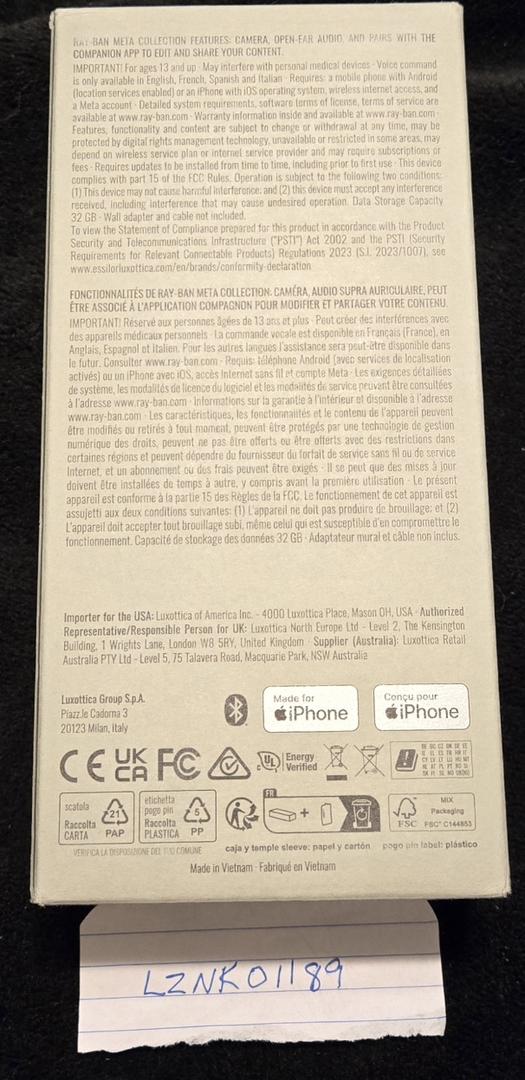 RAY-BAN META COLLECTION FEATURES: CAMERA, OPEN-EAR AUDIO, AND PAIRS WITH THE
COMPANION APP TO EDIT AND SHARE YOUR CONTENT.
IMPORTANT! For ages 13 and up · May interfere with personal medical devices · Voice command
is only available in English, French, Spanish and Italian · Requires: a mobile phone with Android
(location services enabled) or an iPhone with iOS operating system, wireless internet access, and
a Meta account · Detailed system requirements, software terms of license, terms of service are
available at www.ray-ban.com · Warranty information inside and available at www.ray-ban.com ·
Features, functionality and content are subject to change or withdrawal at any time, may be
protected by digital rights management technology, unavailable or restricted in some areas, may
depend on wireless service plan or internet service provider and may require subscriptions or
fees · Requires updates to be installed from time to time, including prior to first use · This device
complies with part 15 of the FCC Rules. Operation is subject to the following two conditions:
(1) This device may not cause harmful interference; and (2) this device must accept any interference
received, including interference that may cause undesired operation. Data Storage Capacity
32 GB · Wall adapter and cable not included.
To view the Statement of Compliance prepared for this product in accordance with the Product
Security and Telecommunications Infrastructure ("PSTI") Act 2002 and the PSTI (Security
Requirements for Relevant Connectable Products) Regulations 2023 (S.I. 2023/1007), see
www.essilorluxottica.com/en/brands/conformity-declaration
FONCTIONNALITÉS DE RAY-BAN META COLLECTION: CAMÉRA, AUDIO SUPRA AURICULAIRE, PEUT
ÊTRE ASSOCIÉ À L'APPLICATION COMPAGNON POUR MODIFIER ET PARTAGER VOTRE CONTENU.
IMPORTANT! Réservé aux personnes âgées de 13 ans et plus · Peut créer des interférences avec
des appareils médicaux personnels · La commande vocale est disponible en Français (France), en
Anglais, Espagnol et Italien. Pour les autres langues l'assistance sera peut-être disponible dans
le futur. Consulter www.ray-ban.com · Requis: téléphone Android (avec services de localisation
activés) ou un iPhone avec iOS, accès Internet sans fil et compte Meta · Les exigences détaillées
de système, les modalités de licence du logiciel et les modalités de service peuvent être consultées
à l'adresse www.ray-ban.com · Informations sur la garantie à l'intérieur et disponible à l'adresse
www.ray-ban.com · Les caractéristiques, les fonctionnalités et le contenu de l'appareil peuvent
être modifiés ou retirés à tout moment, peuvent être protégés par une technologie de gestion
numérique des droits, peuvent ne pas être offerts ou être offerts avec des restrictions dans
certaines régions et peuvent dépendre du fournisseur du forfait de service sans fil ou de service
Internet, et un abonnement ou des frais peuvent être exigés · Il se peut que des mises à jour
doivent être installées de temps à autre, y compris avant la première utilisation · Le présent
appareil est conforme à la partie 15 des Règles de la FCC. Le fonctionnement de cet appareil est
assujetti aux deux conditions suivantes: (1) L'appareil ne doit pas produire de brouillage; et (2)
L'appareil doit accepter tout brouillage subi, même celui qui est susceptible d'en compromettre le
fonctionnement. Capacité de stockage des données 32 GB · Adaptateur mural et câble non inclus.
Importer for the USA: Luxottica of America Inc. - 4000 Luxottica Place, Mason OH, USA · Authorized
Representative/Responsible Person for UK: Luxottica North Europe Ltd - Level 2, The Kensington
Building, 1 Wrights Lane, London W8 5RY, United Kingdom · Supplier (Australia): Luxottica Retail
Australia PTY Ltd - Level 5, 75 Talavera Road, Macquarie Park, NSW Australia
Luxottica Group S.p.A.
Piazz.le Cadorna 3
20123 Milan, Italy
Made for
iPhone
Conçu pour
iPhone
CE UK CA FC
UL Energy
Verified
scatola
Raccolta
CARTA
21
PAP
etichetta
pogo pin
Raccolta
PLASTICA
5
PP
FR
+
FSC
MIX
Packaging
FSC® C144853
VERIFICA LA DISPOSIZIONE DEL TUO COMUNE
caja y temple sleeve: papel y cartón
pogo pin label: plástico
Made in Vietnam · Fabriqué en Vietnam
LZNK01189